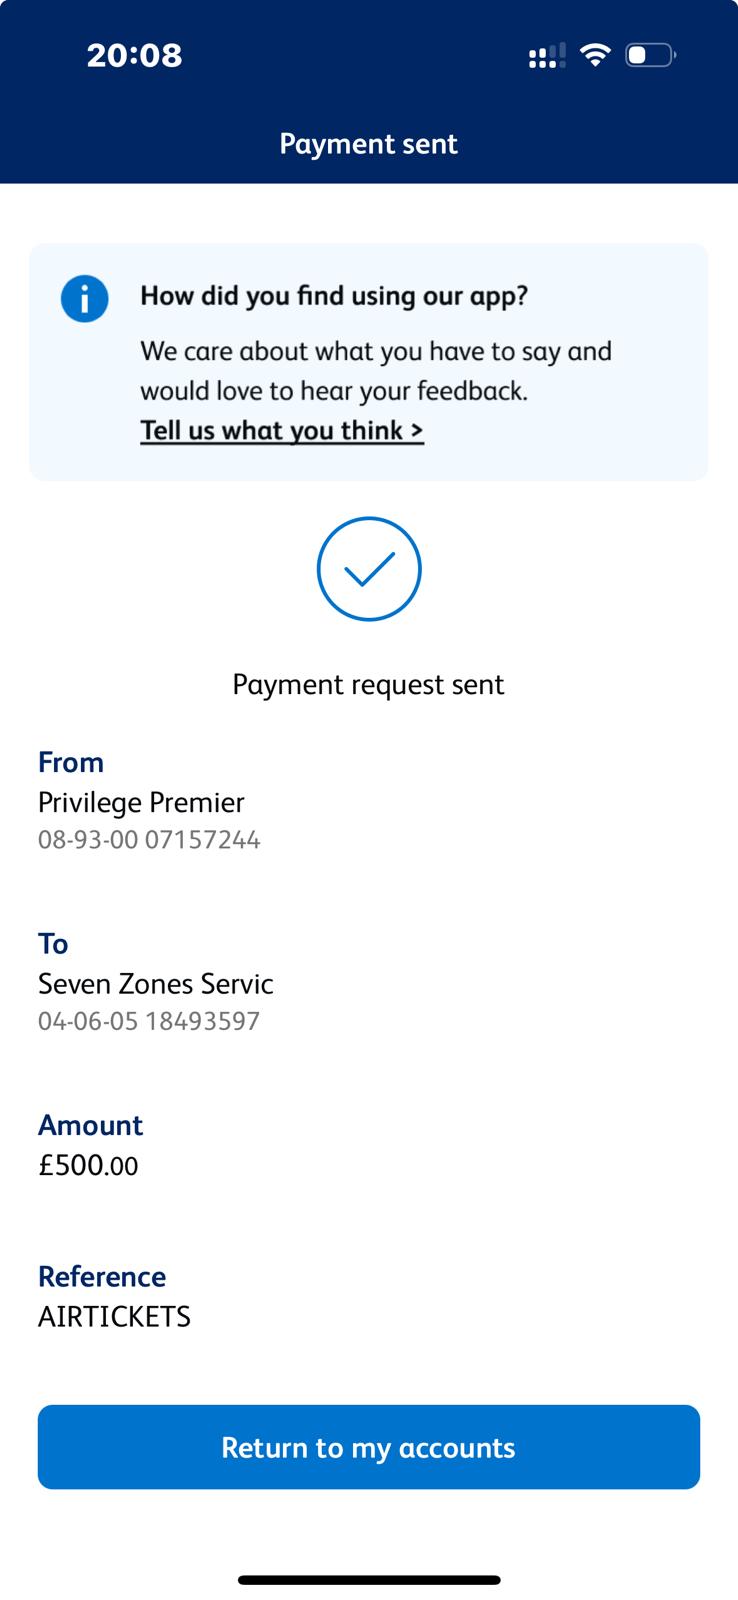 20:08
Payment sent
How did you find using our app?
We care about what you have to say and
would love to hear your feedback.
Tell us what you think >
Payment request sent
From
Privilege Premier
08-93-00 07157244
To
Seven Zones Servic
04-06-05 18493597
Amount
£500.00
Reference
AIRTICKETS
Return to my accounts